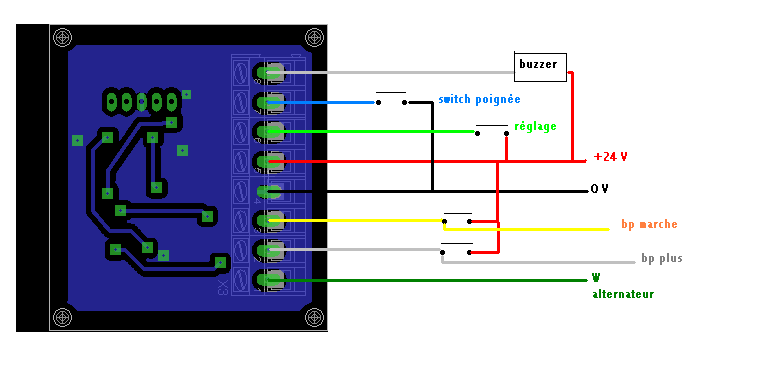 buzzer
switch poignée
réglage
+24 V
0 V
bp marche
bp plus
W
alternateur